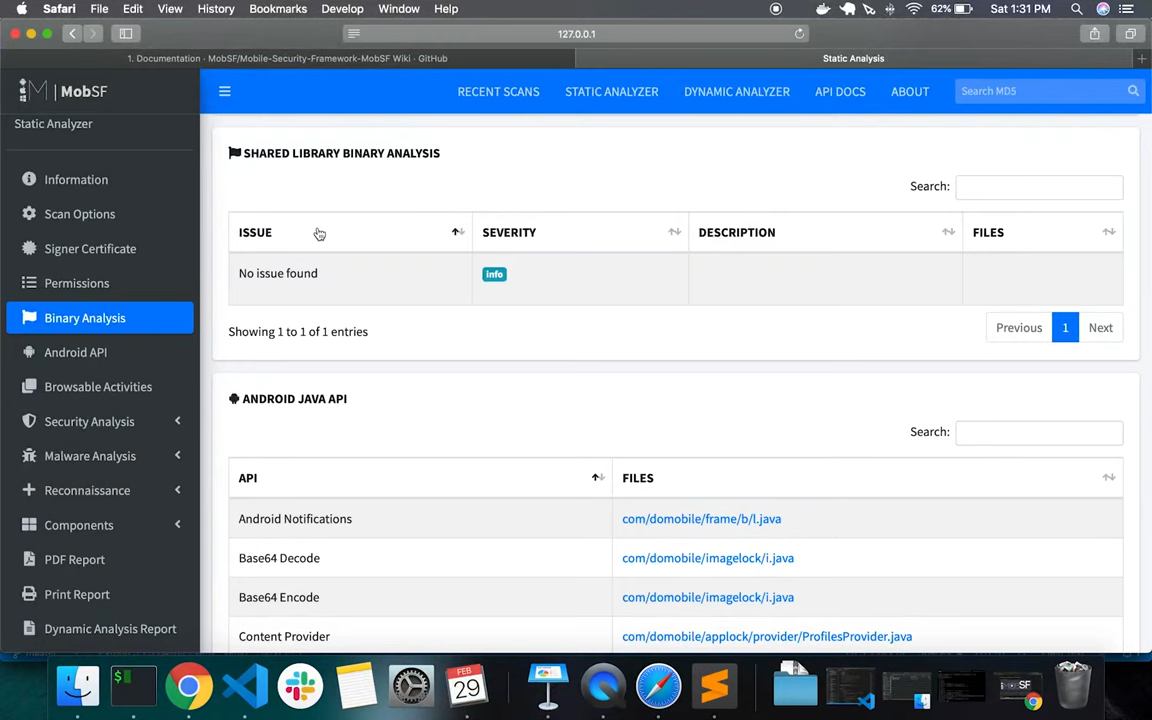 Safari File Edit View History Bookmarks Develop Window Help 62% Sat 1:31 PM
127.0.0.1
1. Documentation · MobSF/Mobile-Security-Framework-MobSF Wiki · GitHub
Static Analysis
MobSF
RECENT SCANS STATIC ANALYZER DYNAMIC ANALYZER API DOCS ABOUT Search MD5
Static Analyzer
Information
Scan Options
Signer Certificate
Permissions
Binary Analysis
Android API
Browsable Activities
Security Analysis
Malware Analysis
Reconnaissance
Components
PDF Report
Print Report
Dynamic Analysis Report
SHARED LIBRARY BINARY ANALYSIS
Search:
ISSUE SEVERITY DESCRIPTION FILES
No issue found info
Showing 1 to 1 of 1 entries
Previous 1 Next
ANDROID JAVA API
Search:
API FILES
Android Notifications com/domobile/frame/b/l.java
Base64 Decode com/domobile/imagelock/i.java
Base64 Encode com/domobile/imagelock/i.java
Content Provider com/domobile/applock/provider/ProfilesProvider.java
FEB
29